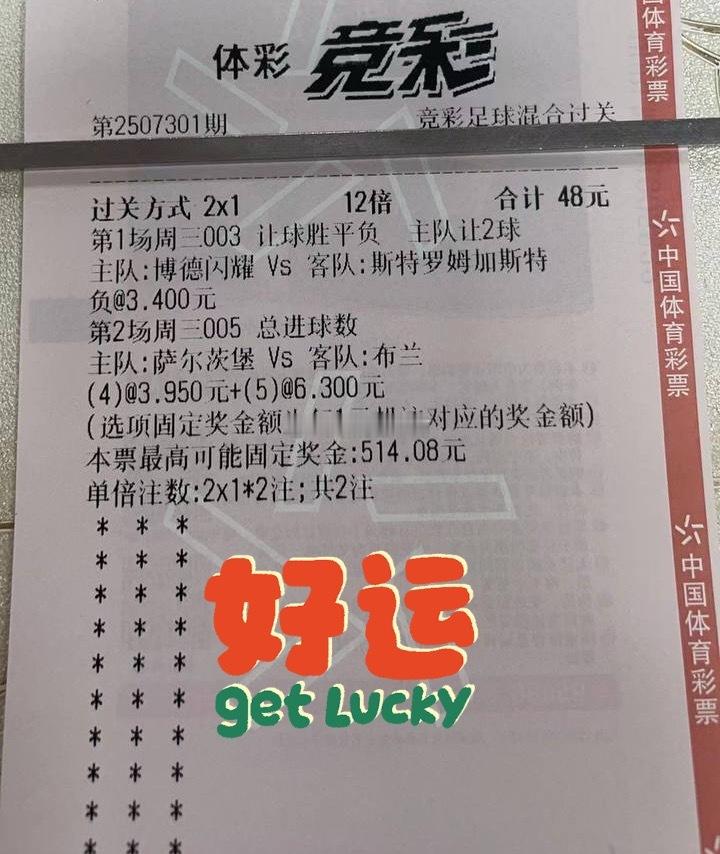 体彩 竞彩
第2507301期 竞彩足球混合过关
过关方式 2x1 12倍 合计 48元
第1场周三003 让球胜平负 主队让2球
主队:博德闪耀 Vs 客队:斯特罗姆加斯特
负@3.400元
第2场周三005 总进球数
主队:萨尔茨堡 Vs 客队:布兰
(4)@3.950元+(5)@6.300元
(选项固定奖金额 对应的奖金额)
本票最高可能固定奖金:514.08元
单倍注数:2x1*2注;共2注
* * *
* * *
* * *
* * *
* * *
* * *
* * *
* * *
* * *
* * *
好运
get Lucky
国体育彩票
中国体育彩票
中国体育彩票